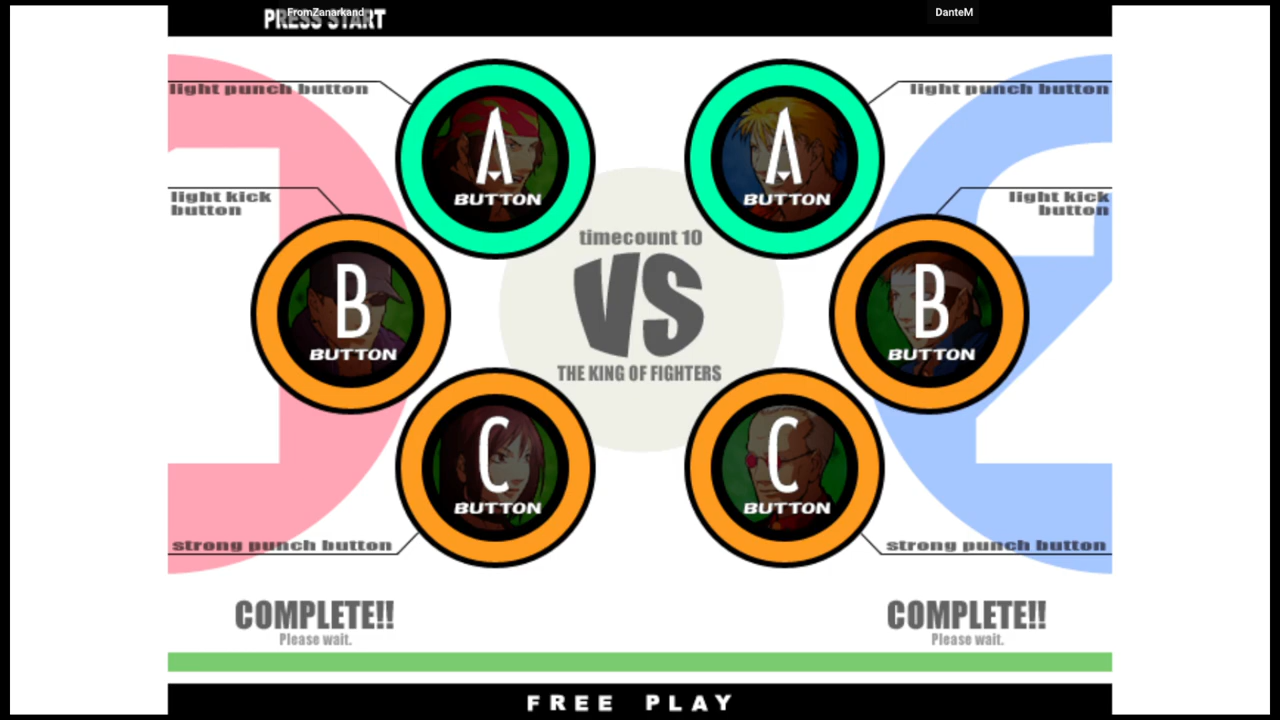 PRESS START
FromZanarkand
DanteM
light punch button
light punch button
A
BUTTON
A
BUTTON
light kick
button
light kick
button
timecount 10
VS
THE KING OF FIGHTERS
B
BUTTON
B
BUTTON
C
BUTTON
C
BUTTON
strong punch button
strong punch button
COMPLETE!!
Please wait.
COMPLETE!!
Please wait.
FREE PLAY
1
2